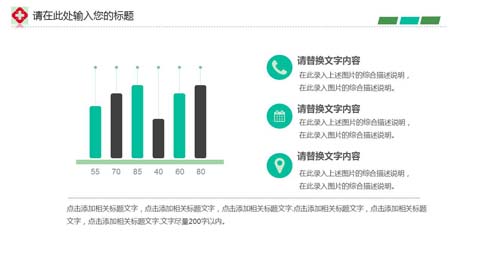 请在此处输入您的标题
请替换文字内容
在此录入上述图片的综合描述说明，
在此录入图片的综合描述说明。
请替换文字内容
在此录入上述图片的综合描述说明，
在此录入图片的综合描述说明。
请替换文字内容
在此录入上述图片的综合描述说明，
在此录入图片的综合描述说明。
55 70 85 40 60 80
点击添加相关标题文字，点击添加相关标题文字，点击添加相关标题文字.点击添加相关标题文字，点击添加相关标题
文字，点击添加相关标题文字.文字尽量200字以内。